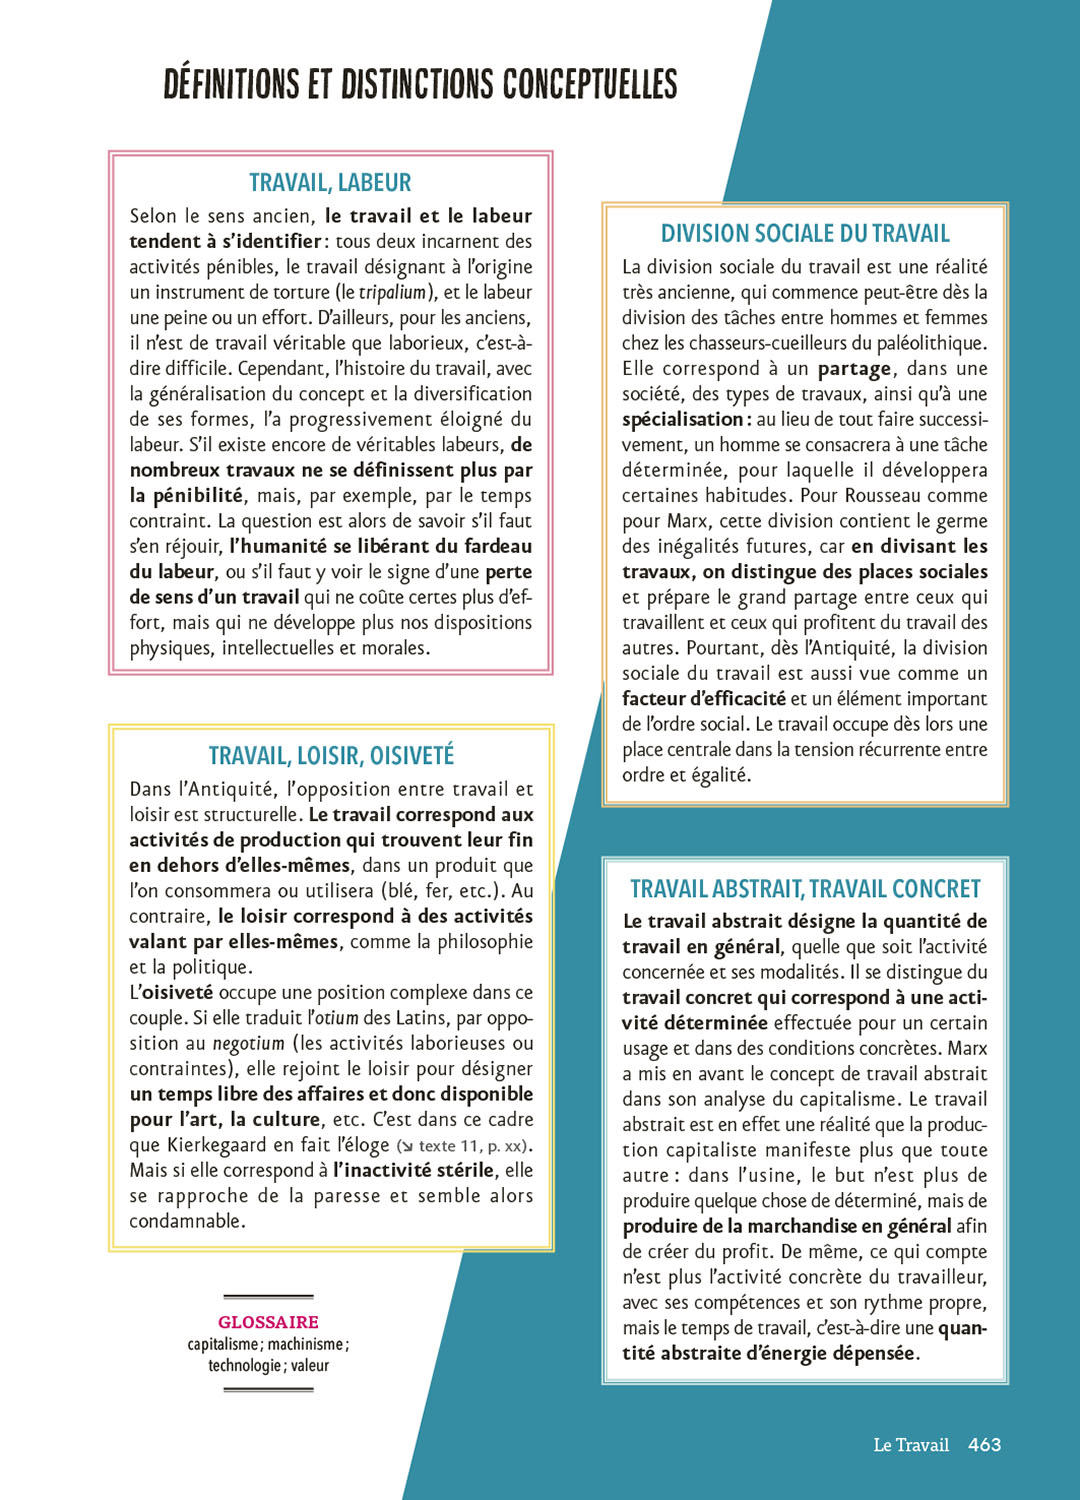 DÉFINITIONS ET DISTINCTIONS CONCEPTUELLES
TRAVAIL, LABEUR
Selon le sens ancien, le travail et le labeur
tendent à s’identifier : tous deux incarnent des
activités pénibles, le travail désignant à l’origine
un instrument de torture (le tripalium), et le labeur
une peine ou un effort. D’ailleurs, pour les anciens,
il n’est de travail véritable que laborieux, c’est-à-
dire difficile. Cependant, l’histoire du travail, avec
la généralisation du concept et la diversification
de ses formes, l’a progressivement éloigné du
labeur. S’il existe encore de véritables labeurs, de
nombreux travaux ne se définissent plus par
la pénibilité, mais, par exemple, par le temps
contraint. La question est alors de savoir s’il faut
s’en réjouir, l’humanité se libérant du fardeau
du labeur, ou s’il faut y voir le signe d’une perte
de sens d’un travail qui ne coûte certes plus d’ef-
fort, mais qui ne développe plus nos dispositions
physiques, intellectuelles et morales.
TRAVAIL, LOISIR, OISIVETÉ
Dans l’Antiquité, l’opposition entre travail et
loisir est structurelle. Le travail correspond aux
activités de production qui trouvent leur fin
en dehors d’elles-mêmes, dans un produit que
l’on consommera ou utilisera (blé, fer, etc.). Au
contraire, le loisir correspond à des activités
valant par elles-mêmes, comme la philosophie
et la politique.
L’oisiveté occupe une position complexe dans ce
couple. Si elle traduit l’otium des Latins, par oppo-
sition au negotium (les activités laborieuses ou
contraintes), elle rejoint le loisir pour désigner
un temps libre des affaires et donc disponible
pour l’art, la culture, etc. C’est dans ce cadre
que Kierkegaard en fait l’éloge (↘ texte 11, p. xx).
Mais si elle correspond à l’inactivité stérile, elle
se rapproche de la paresse et semble alors
condamnable.
GLOSSAIRE
capitalisme ; machinisme ;
technologie ; valeur
DIVISION SOCIALE DU TRAVAIL
La division sociale du travail est une réalité
très ancienne, qui commence peut-être dès la
division des tâches entre hommes et femmes
chez les chasseurs-cueilleurs du paléolithique.
Elle correspond à un partage, dans une
société, des types de travaux, ainsi qu’à une
spécialisation : au lieu de tout faire successi-
vement, un homme se consacrera à une tâche
déterminée, pour laquelle il développera
certaines habitudes. Pour Rousseau comme
pour Marx, cette division contient le germe
des inégalités futures, car en divisant les
travaux, on distingue des places sociales
et prépare le grand partage entre ceux qui
travaillent et ceux qui profitent du travail des
autres. Pourtant, dès l’Antiquité, la division
sociale du travail est aussi vue comme un
facteur d’efficacité et un élément important
de l’ordre social. Le travail occupe dès lors une
place centrale dans la tension récurrente entre
ordre et égalité.
TRAVAIL ABSTRAIT, TRAVAIL CONCRET
Le travail abstrait désigne la quantité de
travail en général, quelle que soit l’activité
concernée et ses modalités. Il se distingue du
travail concret qui correspond à une acti-
vité déterminée effectuée pour un certain
usage et dans des conditions concrètes. Marx
a mis en avant le concept de travail abstrait
dans son analyse du capitalisme. Le travail
abstrait est en effet une réalité que la produc-
tion capitaliste manifeste plus que toute
autre : dans l’usine, le but n’est plus de
produire quelque chose de déterminé, mais de
produire de la marchandise en général afin
de créer du profit. De même, ce qui compte
n’est plus l’activité concrète du travailleur,
avec ses compétences et son rythme propre,
mais le temps de travail, c’est-à-dire une quan-
tité abstraite d’énergie dépensée.
Le Travail 463